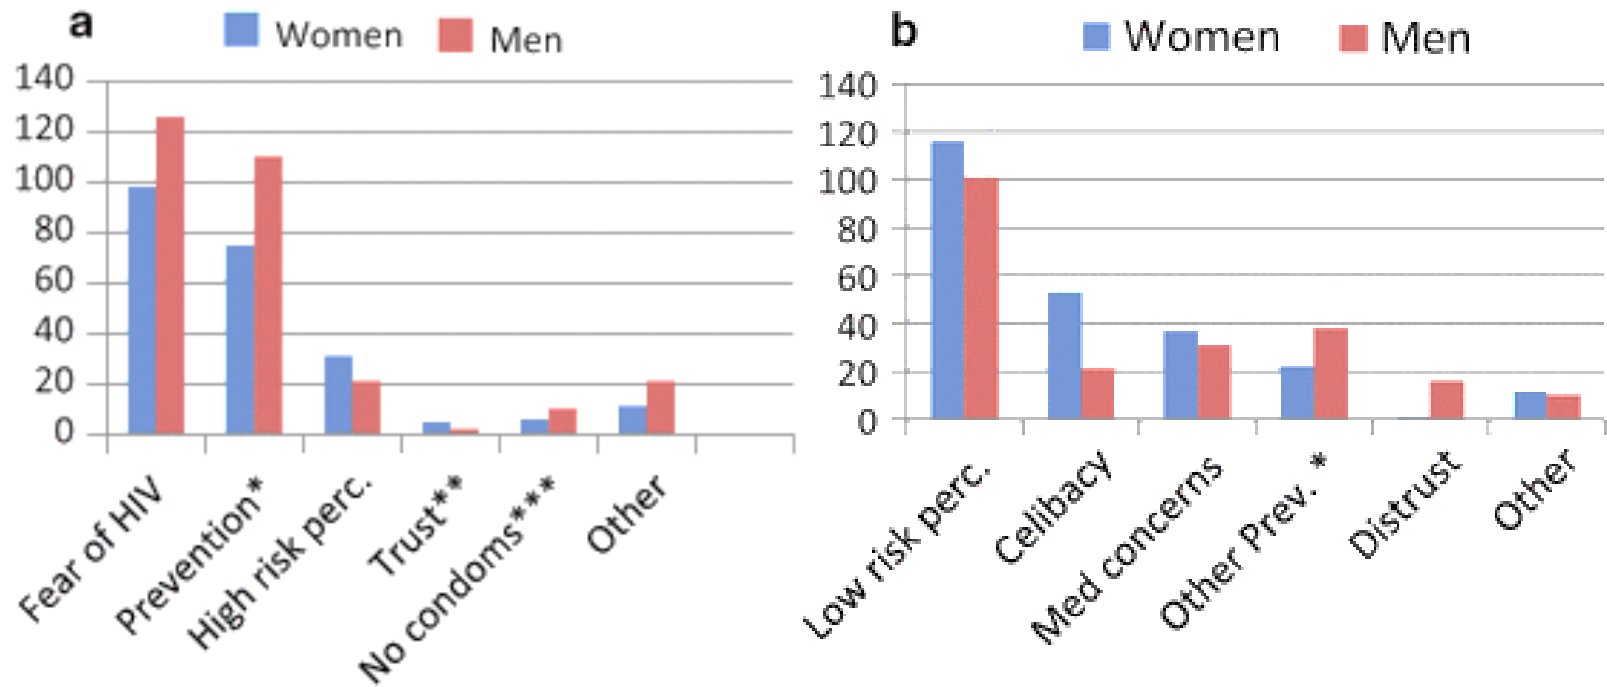 a
Women Men
140
120
100
80
60
40
20
0
Fear of HIV
Prevention*
High risk perc.
Trust**
No condoms***
Other
b
Women Men
140
120
100
80
60
40
20
0
Low risk perc.
Celibacy
Med concerns
Other Prev. *
Distrust
Other